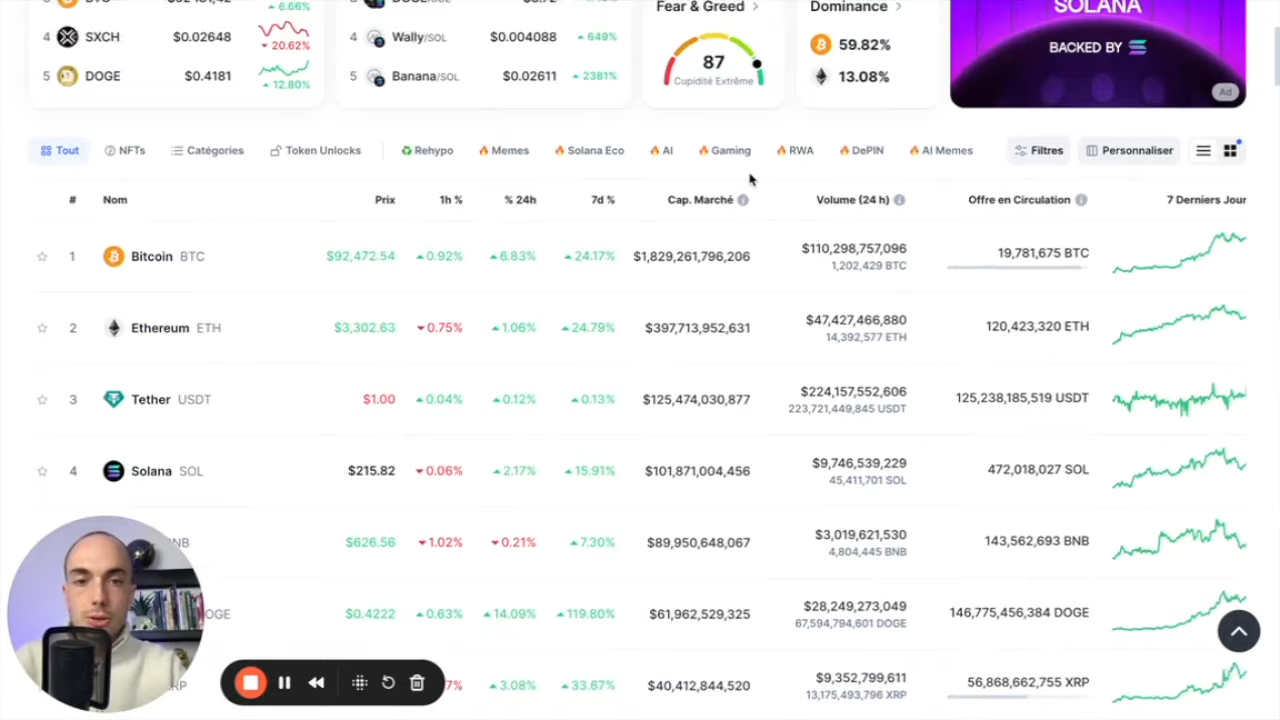 6.66%
4 SXCH $0.02648 20.62%
5 DOGE $0.4181 12.80%
4 Wally/SOL $0.004088 649%
5 Banana/SOL $0.02611 2381%
Fear & Greed
87
Cupidité Extrême
Dominance
59.82%
13.08%
SOLANA
BACKED BY
Ad
Tout NFTs Catégories Token Unlocks Rehypo Memes Solana Eco AI Gaming RWA DePIN AI Memes Filtres Personnaliser
# Nom Prix 1h % % 24h 7d % Cap. Marché Volume (24 h) Offre en Circulation 7 Derniers Jour
1 Bitcoin BTC $92,472.54 0.92% 6.83% 24.17% $1,829,261,796,206 $110,298,757,096 19,781,675 BTC
1,202,429 BTC
2 Ethereum ETH $3,302.63 0.75% 1.06% 24.79% $397,713,952,631 $47,427,466,880 120,423,320 ETH
14,392,577 ETH
3 Tether USDT $1.00 0.04% 0.12% 0.13% $125,474,030,877 $224,157,552,606 125,238,185,519 USDT
223,721,449,845 USDT
4 Solana SOL $215.82 0.06% 2.17% 15.91% $101,871,004,456 $9,746,539,229 472,018,027 SOL
45,411,701 SOL
NB $626.56 1.02% 0.21% 7.30% $89,950,648,067 $3,019,621,530 143,562,693 BNB
4,804,445 BNB
OGE $0.4222 0.63% 14.09% 119.80% $61,962,529,325 $28,249,273,049 146,775,456,384 DOGE
67,594,794,601 DOGE
RP 7% 3.08% 33.67% $40,412,844,520 $9,352,799,611 56,868,662,755 XRP
13,175,493,796 XRP